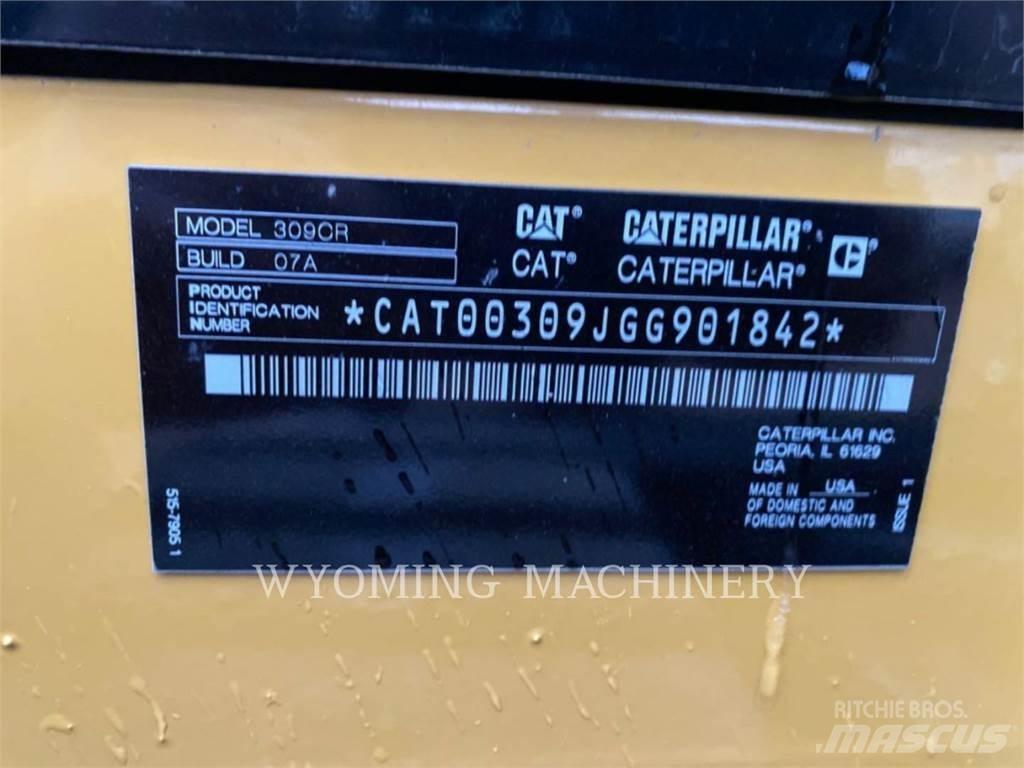 MODEL 309CR
BUILD 07A
CAT® CATERPILLAR®
CAT® CATERPILLAR®
PRODUCT
IDENTIFICATION
NUMBER
*CAT00309JGG901842*
CATERPILLAR INC.
PEORIA, IL 61629
USA
MADE IN USA
OF DOMESTIC AND
FOREIGN COMPONENTS
ISSUE 1
515-7905 1
WYOMING MACHINERY
RITCHIE BROS.
MASCUS